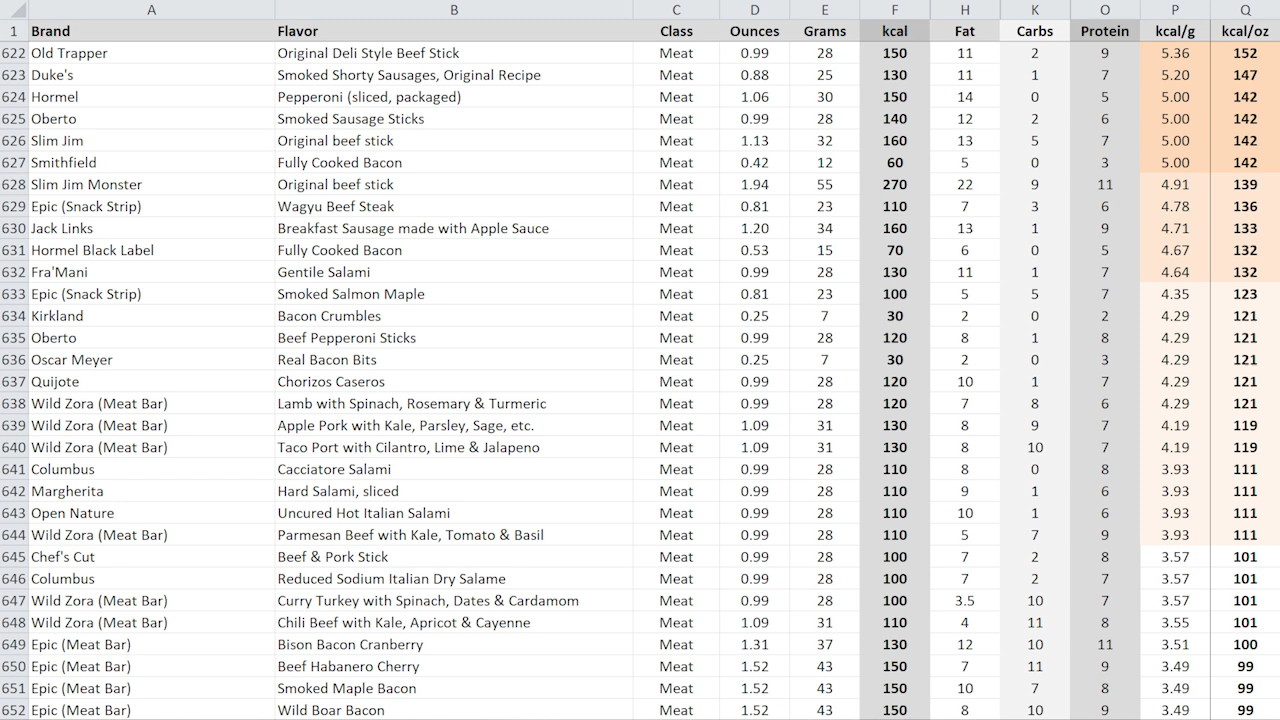 A B C D E F H K O P Q
1 Brand Flavor Class Ounces Grams kcal Fat Carbs Protein kcal/g kcal/oz
622 Old Trapper Original Deli Style Beef Stick Meat 0.99 28 150 11 2 9 5.36 152
623 Duke's Smoked Shorty Sausages, Original Recipe Meat 0.88 25 130 11 1 7 5.20 147
624 Hormel Pepperoni (sliced, packaged) Meat 1.06 30 150 14 0 5 5.00 142
625 Oberto Smoked Sausage Sticks Meat 0.99 28 140 12 2 6 5.00 142
626 Slim Jim Original beef stick Meat 1.13 32 160 13 5 7 5.00 142
627 Smithfield Fully Cooked Bacon Meat 0.42 12 60 5 0 3 5.00 142
628 Slim Jim Monster Original beef stick Meat 1.94 55 270 22 9 11 4.91 139
629 Epic (Snack Strip) Wagyu Beef Steak Meat 0.81 23 110 7 3 6 4.78 136
630 Jack Links Breakfast Sausage made with Apple Sauce Meat 1.20 34 160 13 1 9 4.71 133
631 Hormel Black Label Fully Cooked Bacon Meat 0.53 15 70 6 0 5 4.67 132
632 Fra'Mani Gentile Salami Meat 0.99 28 130 11 1 7 4.64 132
633 Epic (Snack Strip) Smoked Salmon Maple Meat 0.81 23 100 5 5 7 4.35 123
634 Kirkland Bacon Crumbles Meat 0.25 7 30 2 0 2 4.29 121
635 Oberto Beef Pepperoni Sticks Meat 0.99 28 120 8 1 8 4.29 121
636 Oscar Meyer Real Bacon Bits Meat 0.25 7 30 2 0 3 4.29 121
637 Quijote Chorizos Caseros Meat 0.99 28 120 10 1 7 4.29 121
638 Wild Zora (Meat Bar) Lamb with Spinach, Rosemary & Turmeric Meat 0.99 28 120 7 8 6 4.29 121
639 Wild Zora (Meat Bar) Apple Pork with Kale, Parsley, Sage, etc. Meat 1.09 31 130 8 9 7 4.19 119
640 Wild Zora (Meat Bar) Taco Port with Cilantro, Lime & Jalapeno Meat 1.09 31 130 8 10 7 4.19 119
641 Columbus Cacciatore Salami Meat 0.99 28 110 8 0 8 3.93 111
642 Margherita Hard Salami, sliced Meat 0.99 28 110 9 1 6 3.93 111
643 Open Nature Uncured Hot Italian Salami Meat 0.99 28 110 10 1 6 3.93 111
644 Wild Zora (Meat Bar) Parmesan Beef with Kale, Tomato & Basil Meat 0.99 28 110 5 7 9 3.93 111
645 Chef's Cut Beef & Pork Stick Meat 0.99 28 100 7 2 8 3.57 101
646 Columbus Reduced Sodium Italian Dry Salame Meat 0.99 28 100 7 2 7 3.57 101
647 Wild Zora (Meat Bar) Curry Turkey with Spinach, Dates & Cardamom Meat 0.99 28 100 3.5 10 7 3.57 101
648 Wild Zora (Meat Bar) Chili Beef with Kale, Apricot & Cayenne Meat 1.09 31 110 4 11 8 3.55 101
649 Epic (Meat Bar) Bison Bacon Cranberry Meat 1.31 37 130 12 10 11 3.51 100
650 Epic (Meat Bar) Beef Habanero Cherry Meat 1.52 43 150 7 11 9 3.49 99
651 Epic (Meat Bar) Smoked Maple Bacon Meat 1.52 43 150 10 7 8 3.49 99
652 Epic (Meat Bar) Wild Boar Bacon Meat 1.52 43 150 8 10 9 3.49 99